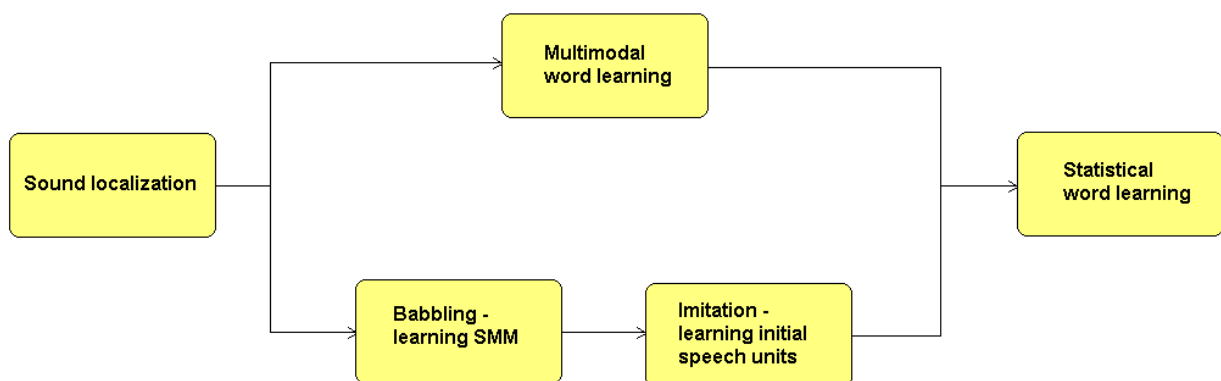 Multimodal
word learning
Sound localization
Statistical
word learning
Babbling -
learning SMM
Imitation -
learning initial
speech units